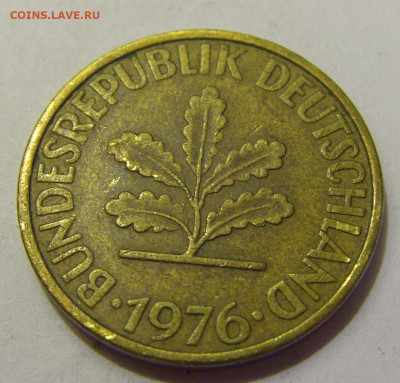 COINS.LAVE.RU
BUNDESREPUBLIK DEUTSCHLAND
· 1976 ·